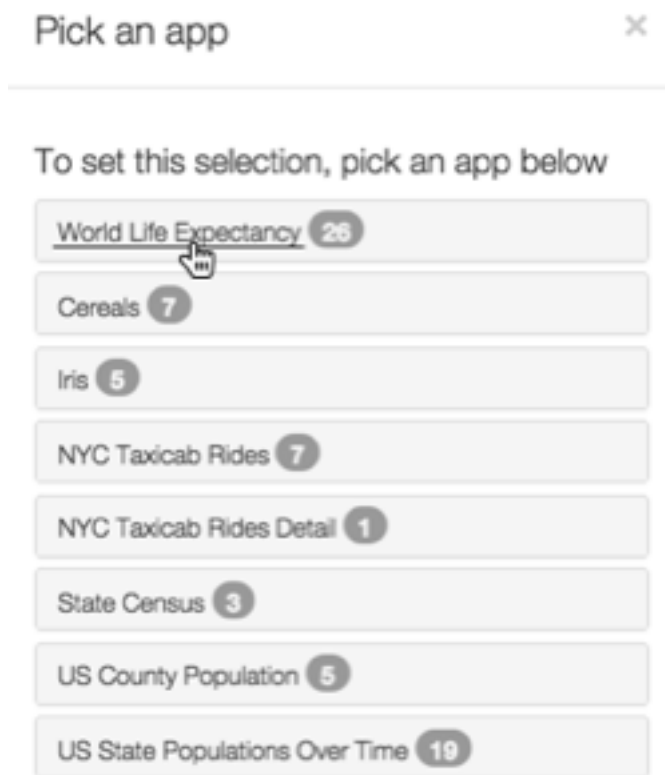 Pick an app ×
To set this selection, pick an app below
World Life Expectancy 26
Cereals 7
Iris 5
NYC Taxicab Rides 7
NYC Taxicab Rides Detail 1
State Census 3
US County Population 5
US State Populations Over Time 19